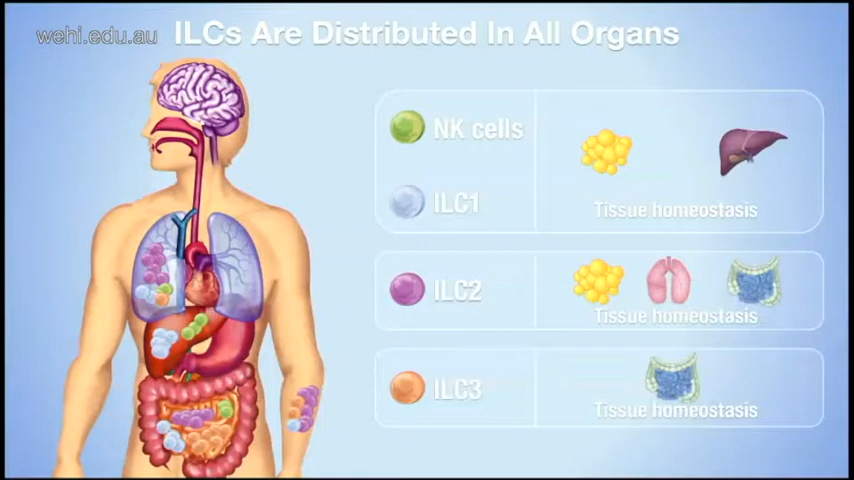 wehi.edu.au
ILCs Are Distributed In All Organs
NK cells
ILC1
Tissue homeostasis
ILC2
Tissue homeostasis
ILC3
Tissue homeostasis